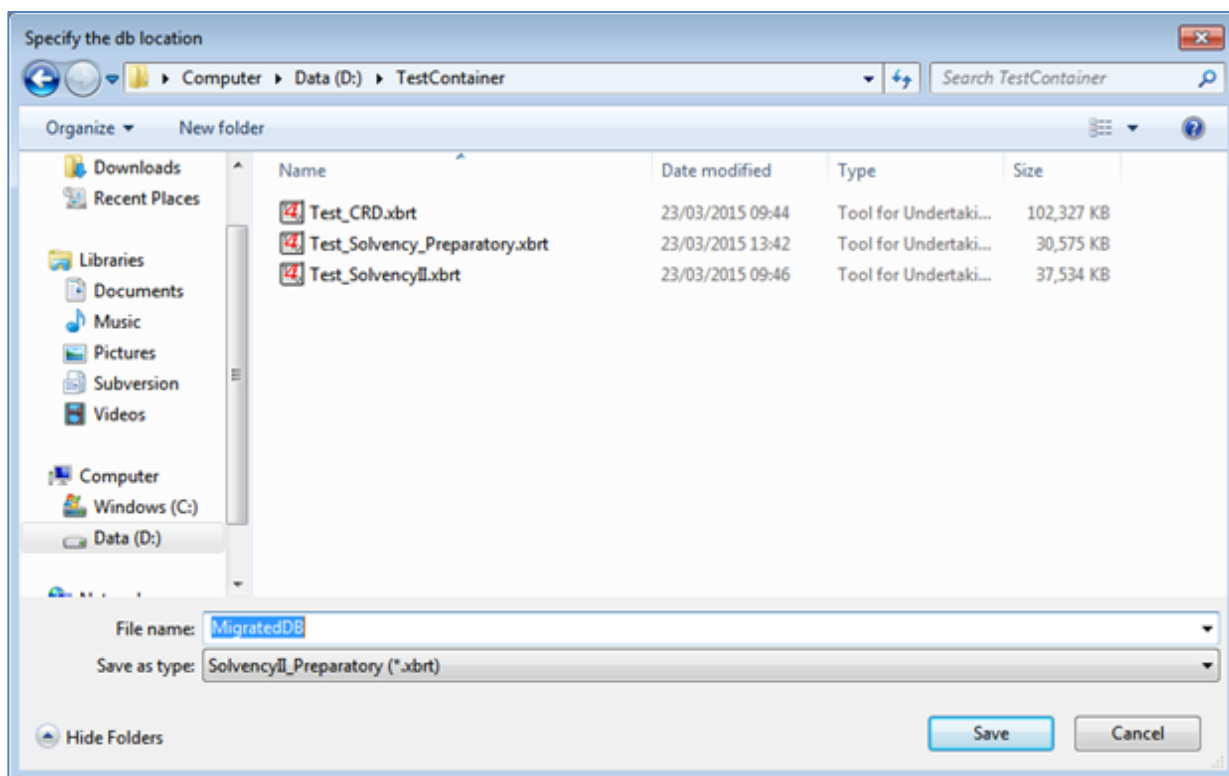 Specify the db location
Computer Data (D:) TestContainer Search TestContainer
Organize New folder
Name Date modified Type Size
Downloads
Recent Places
Libraries
Documents
Music
Pictures
Subversion
Videos
Computer
Windows (C:)
Data (D:)
Test_CRD.xbrt 23/03/2015 09:44 Tool for Undertaki... 102,327 KB
Test_Solvency_Preparatory.xbrt 23/03/2015 13:42 Tool for Undertaki... 30,575 KB
Test_SolvencyII.xbrt 23/03/2015 09:46 Tool for Undertaki... 37,534 KB
File name: MigratedDB
Save as type: SolvencyII_Preparatory (*.xbrt)
Hide Folders Save Cancel